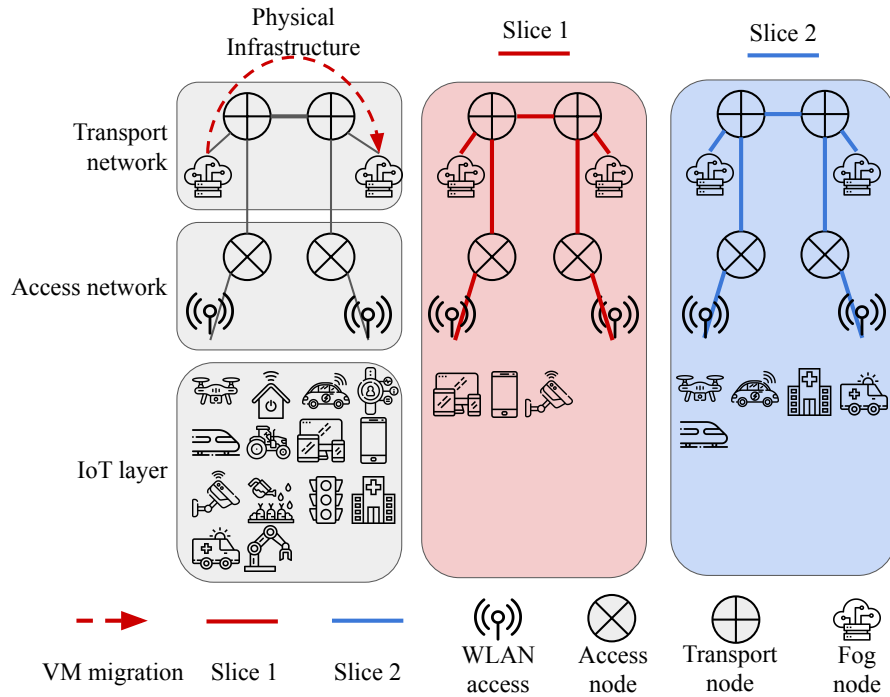 Physical
Infrastructure
Slice 1
Slice 2
Transport
network
Access network
IoT layer
VM migration
Slice 1
Slice 2
WLAN
access
Access
node
Transport
node
Fog
node